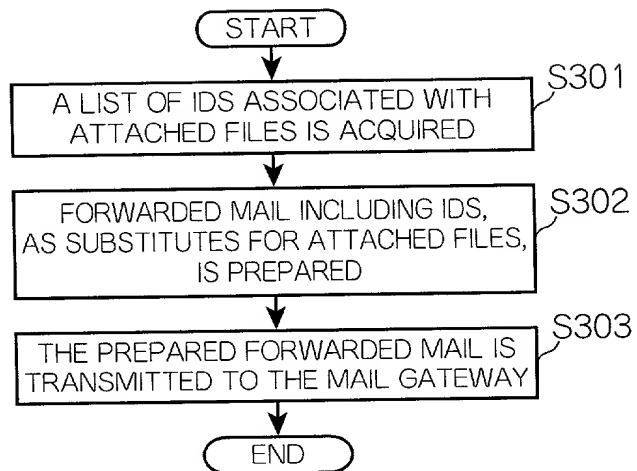 START
S301
A LIST OF IDS ASSOCIATED WITH
ATTACHED FILES IS ACQUIRED
S302
FORWARDED MAIL INCLUDING IDS,
AS SUBSTITUTES FOR ATTACHED FILES,
IS PREPARED
S303
THE PREPARED FORWARDED MAIL IS
TRANSMITTED TO THE MAIL GATEWAY
END